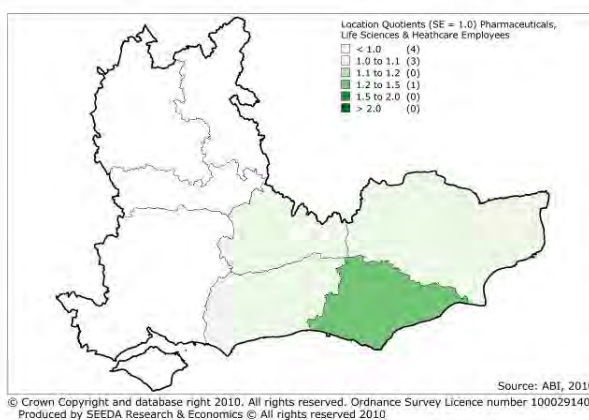 Location Quotients (SE = 1.0) Pharmaceuticals,
Life Sciences & Heathcare Employees
< 1.0 (4)
1.0 to 1.1 (3)
1.1 to 1.2 (0)
1.2 to 1.5 (1)
1.5 to 2.0 (0)
> 2.0 (0)
Source: ABI, 201
© Crown Copyright and database right 2010. All rights reserved. Ordnance Survey Licence number 100029140
Produced by SEEDA Research & Economics © All rights reserved 2010